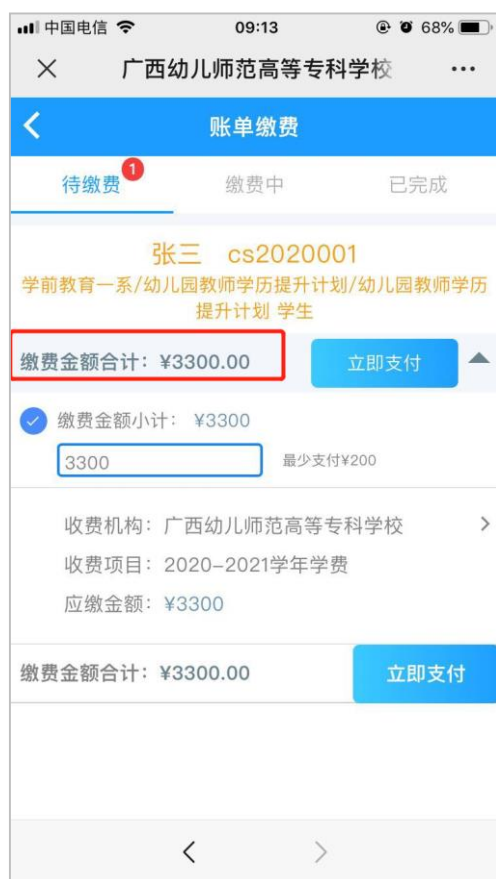 中国电信 09:13 68%
广西幼儿师范高等专科学校
账单缴费
待缴费 1 缴费中 已完成
张三 cs2020001
学前教育一系/幼儿园教师学历提升计划/幼儿园教师学历
提升计划 学生
缴费金额合计：¥3300.00 立即支付
缴费金额小计： ¥3300
3300 最少支付¥200
收费机构：广西幼儿师范高等专科学校
收费项目：2020-2021学年学费
应缴金额：¥3300
缴费金额合计：¥3300.00 立即支付